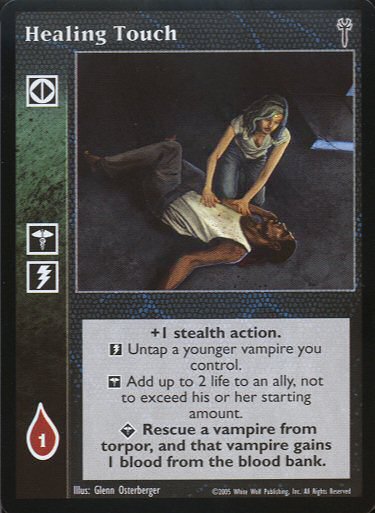 Healing Touch
+1 stealth action.
Untap a younger vampire you
control.
Add up to 2 life to an ally, not
to exceed his or her starting
amount.
Rescue a vampire from
torpor, and that vampire gains
1 blood from the blood bank.
1
Illus: Glenn Osterberger
©2005 White Wolf Publishing, Inc. All Rights Reserved